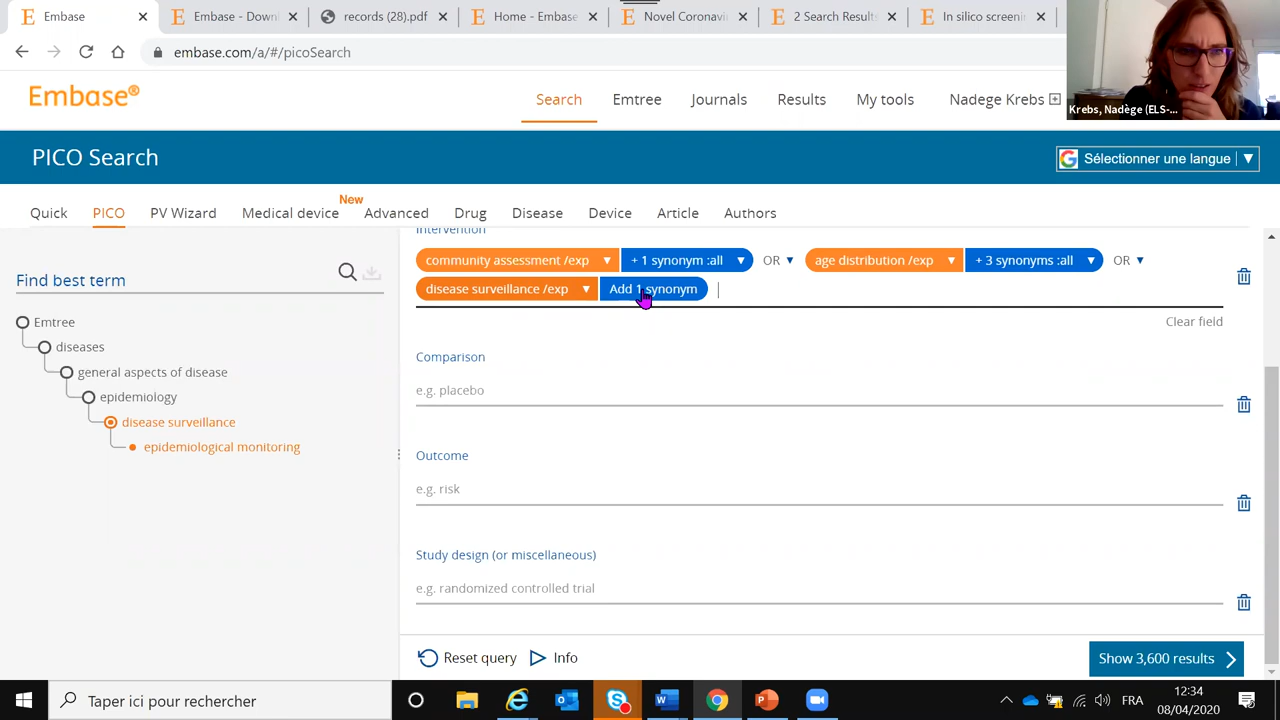 Embase
Embase - Downl
records (28).pdf
Home - Embase
Novel Coronavi
2 Search Results
In silico screenin
embase.com/a/#/picoSearch
Embase®
Search
Emtree
Journals
Results
My tools
Nadege Krebs
Krebs, Nadège (ELS-...
PICO Search
Sélectionner une langue ▼
New
Quick
PICO
PV Wizard
Medical device
Advanced
Drug
Disease
Device
Article
Authors
Intervention
community assessment /exp
+ 1 synonym :all
OR
age distribution /exp
+ 3 synonyms :all
OR
disease surveillance /exp
Add 1 synonym
Clear field
Find best term
Emtree
diseases
general aspects of disease
epidemiology
disease surveillance
epidemiological monitoring
Comparison
e.g. placebo
Outcome
e.g. risk
Study design (or miscellaneous)
e.g. randomized controlled trial
Reset query
Info
Show 3,600 results
Taper ici pour rechercher
FRA
12:34
08/04/2020